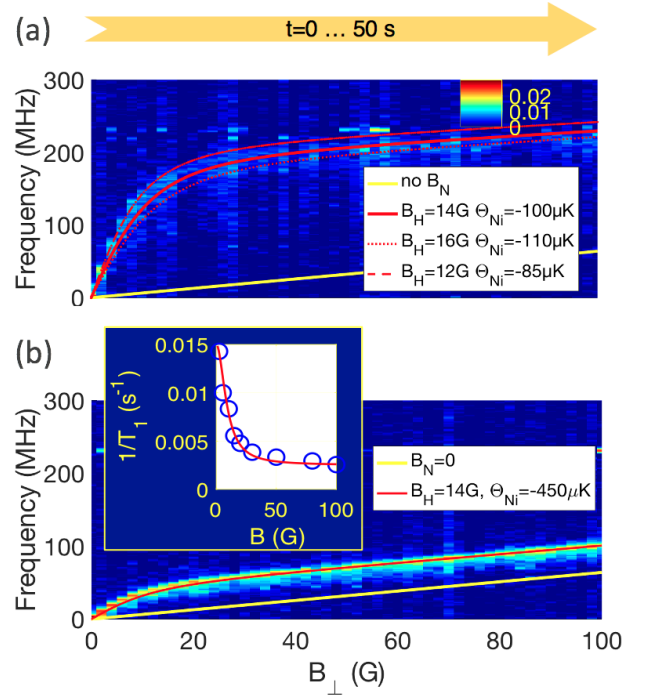 (a)
t=0 ... 50 s
Frequency (MHz)
300
200
100
0
0.02
0.01
0
no B_N
B_H=14G Θ_Ni=-100µK
B_H=16G Θ_Ni=-110µK
B_H=12G Θ_Ni=-85µK
(b)
Frequency (MHz)
300
200
100
0
1/T_1 (s^-1)
0.015
0.01
0.005
0
0 50 100
B (G)
B_N=0
B_H=14G, Θ_Ni=-450µK
0 20 40 60 80 100
B_⊥ (G)